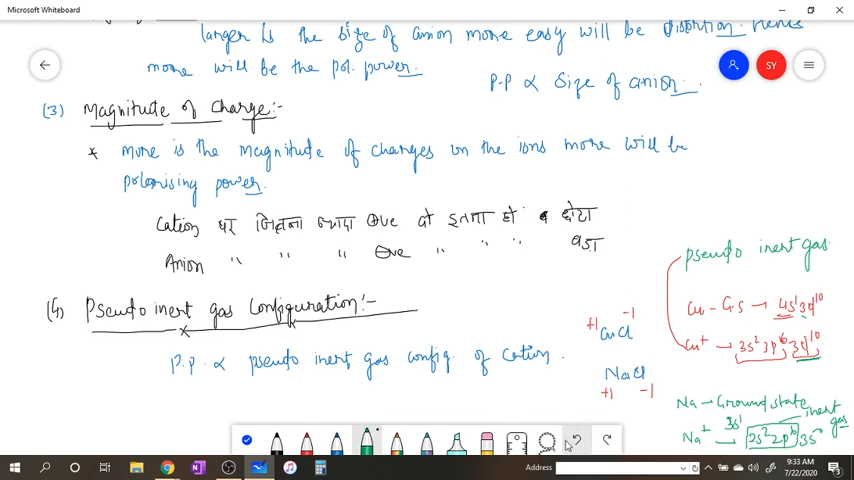 Microsoft Whiteboard
larger is the size of anion more easy will be distortion. Hence
more will be the pol. power.
P.P ∝ Size of anion.
SY
(3) Magnitude of Charge:-
* More is the magnitude of charges on the ions more will be
polarising power.
Cation पर जितना ज्यादा ⊕ve वो इतना ही छोटा
Anion " " " ⊖ve " " " बड़ा
(4) Pseudo inert gas Configuration:-
P.P. ∝ pseudo inert gas config. of Cation.
+1 CuCl -1
NaCl
+1 -1
pseudo inert gas
Cu - G.S → 4s¹3d¹⁰
Cu⁺ → 3s²3p⁶3d¹⁰
Na → Ground state
3s¹
inert gas
Na⁺ → 2s²2p⁶3s⁰
Address
9:33 AM
7/22/2020
3